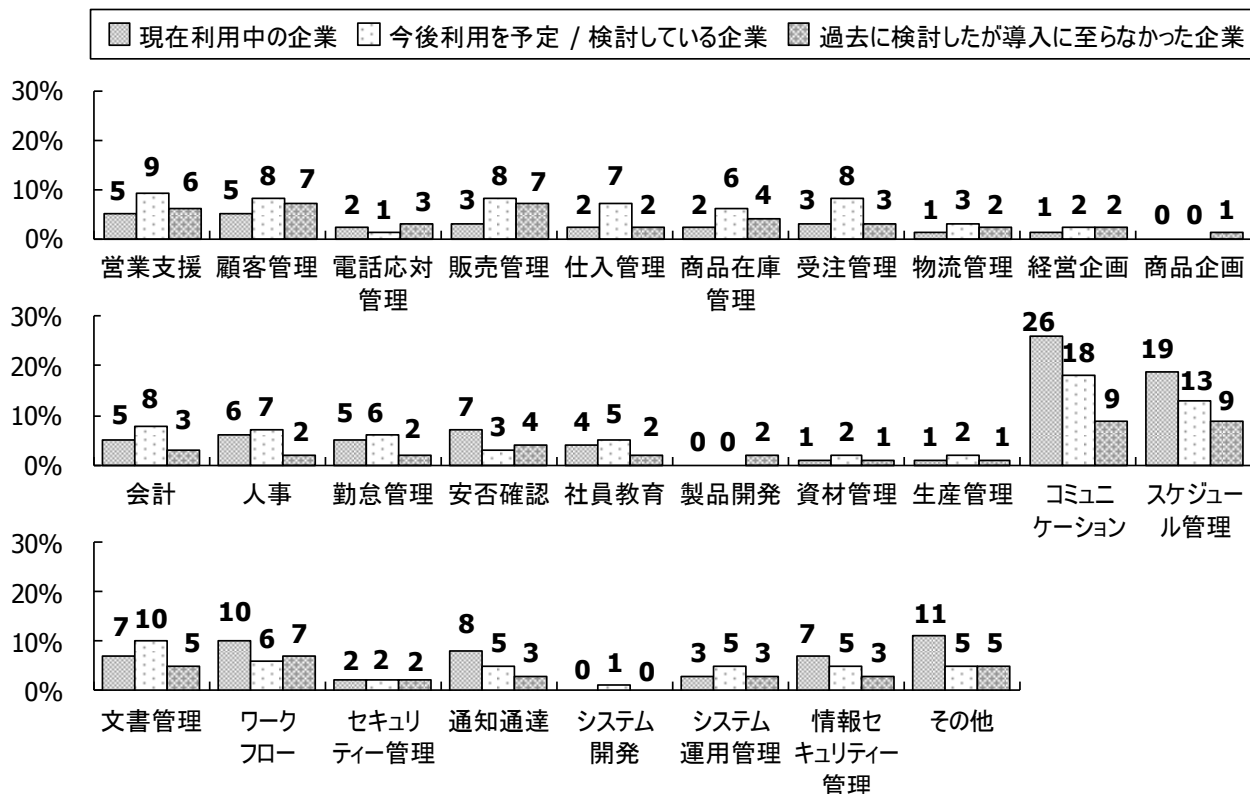 現在利用中の企業 今後利用を予定 / 検討している企業 過去に検討したが導入に至らなかった企業
30%
20%
10%
0%
5 9 6 5 8 7 2 1 3 3 8 7 2 7 2 2 6 4 3 8 3 1 3 2 1 2 2 0 0 1
営業支援 顧客管理 電話応対 販売管理 仕入管理 商品在庫 受注管理 物流管理 経営企画 商品企画
管理 管理
30%
20%
10%
0%
5 8 3 6 7 2 5 6 2 7 3 4 4 5 2 0 0 2 1 2 1 1 2 1 26 18 9 19 13 9
会計 人事 勤怠管理 安否確認 社員教育 製品開発 資材管理 生産管理 コミュニ スケジュー
ケーション ル管理
30%
20%
10%
0%
7 10 5 10 6 7 2 2 2 8 5 3 0 1 0 3 5 3 7 5 3 11 5 5
文書管理 ワーク セキュリ 通知通達 システム システム 情報セ その他
フロー ティー管理 開発 運用管理 キュリティー
管理